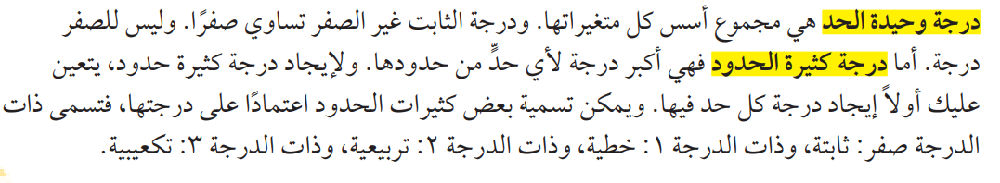 درجة وحيدة الحد هي مجموع أسس كل متغيراتها. ودرجة الثابت غير الصفر تساوي صفرًا. وليس للصفر
درجة. أما درجة كثيرة الحدود فهي أكبر درجة لأي حدٍّ من حدودها. ولإيجاد درجة كثيرة حدود، يتعين
عليك أولاً إيجاد درجة كل حد فيها. ويمكن تسمية بعض كثيرات الحدود اعتمادًا على درجتها، فتسمى ذات
الدرجة صفر: ثابتة، وذات الدرجة ١: خطية، وذات الدرجة ٢: تربيعية، وذات الدرجة ٣: تكعيبية.